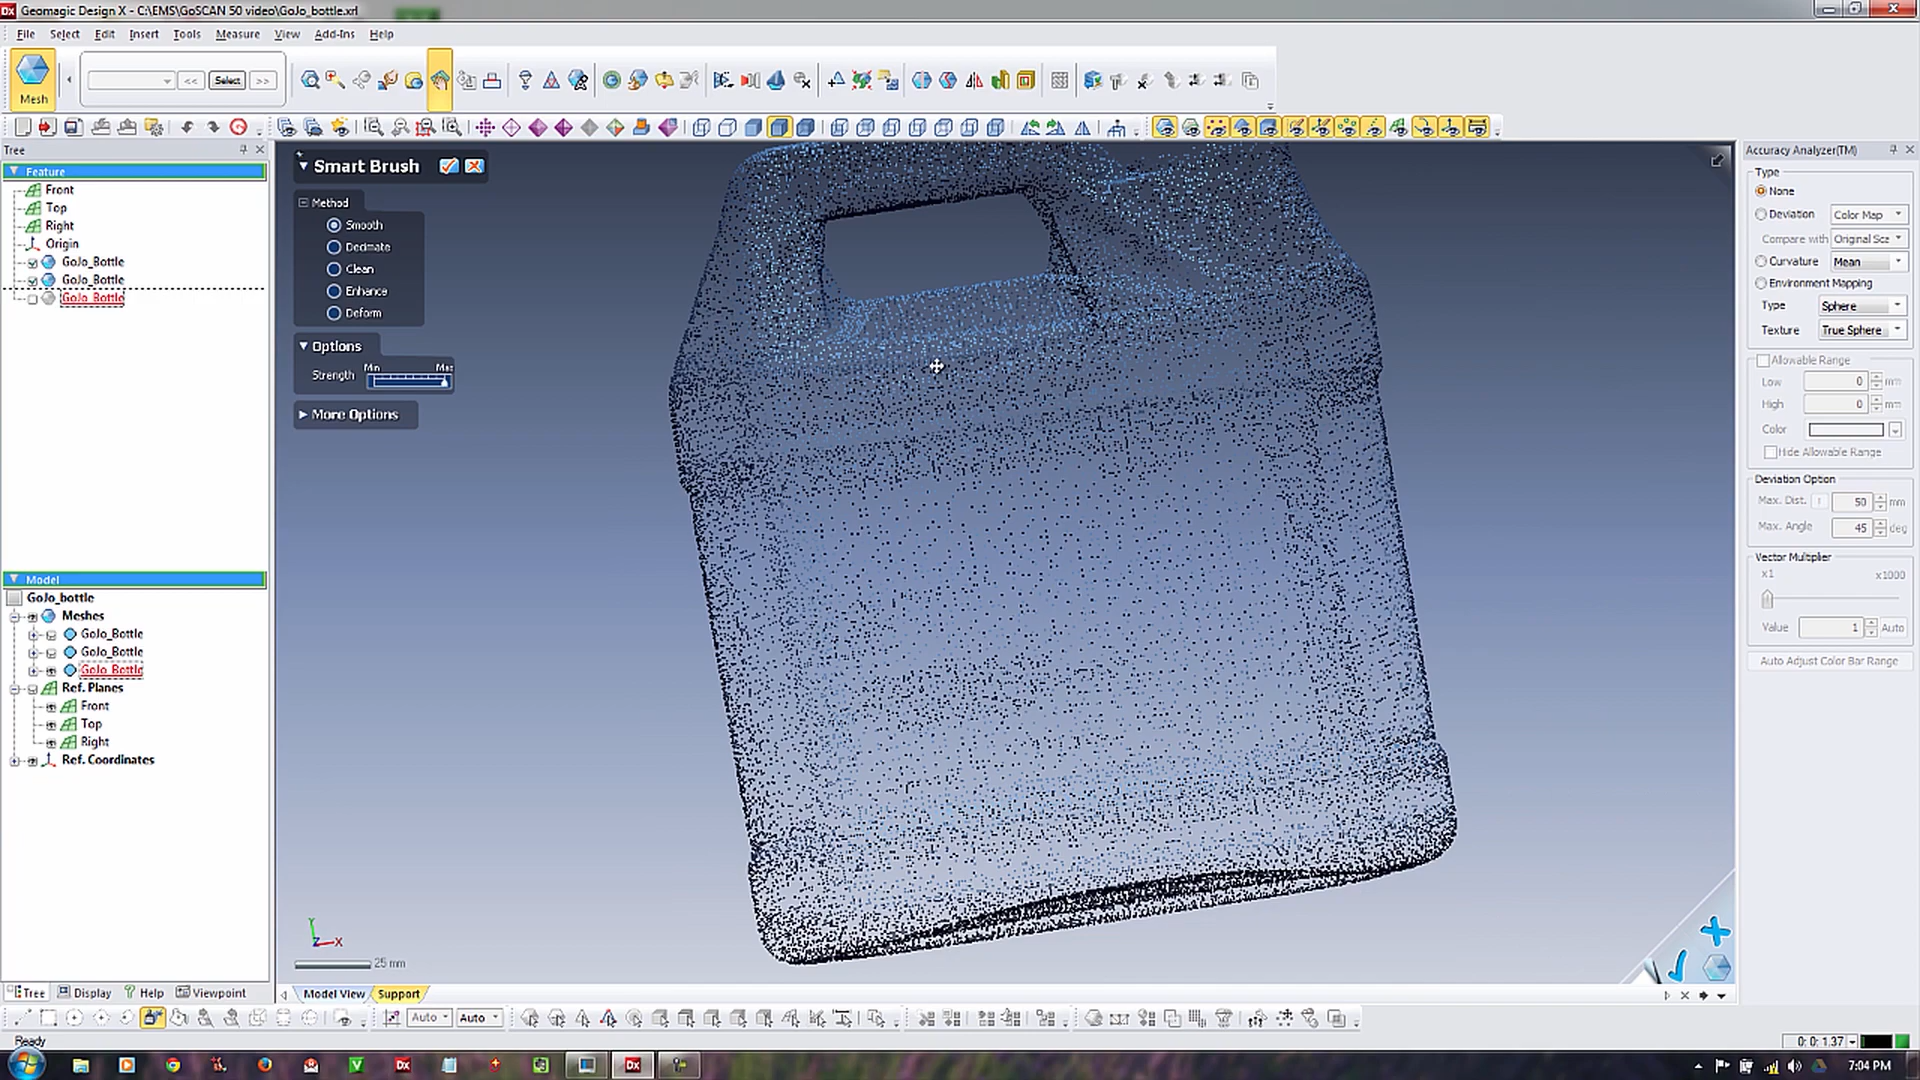 Geomagic Design X - C:\EMS\GoSCAN 50 video\GoJo_bottle.xrl
File Select Edit Insert Tools Measure View Add-Ins Help
Mesh
<< Select >>
Tree
Feature
Front
Top
Right
Origin
GoJo_Bottle
GoJo_Bottle
GoJo_Bottle
Model
GoJo_bottle
Meshes
GoJo_Bottle
GoJo_Bottle
GoJo_Bottle
Ref. Planes
Front
Top
Right
Ref. Coordinates
Tree Display Help Viewpoint
Smart Brush
Method
Smooth
Decimate
Clean
Enhance
Deform
Options
Strength Min Max
More Options
Y
Z X
25 mm
Model View Support
Accuracy Analyzer(TM)
Type
None
Deviation Color Map
Compare with Original Sca
Curvature Mean
Environment Mapping
Type Sphere
Texture True Sphere
Allowable Range
Low 0 mm
High 0 mm
Color
Hide Allowable Range
Deviation Option
Max. Dist. 50 mm
Max. Angle 45 deg
Vector Multiplier
x1 x1000
Value 1 Auto
Auto Adjust Color Bar Range
Auto Auto
Ready
0: 0: 1.37
7:04 PM